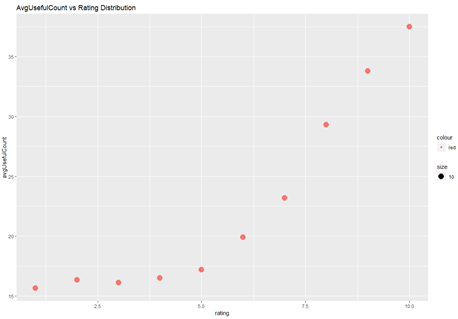 AvgUsefulCount vs Rating Distribution
35
30
25
20
15
avgUsefulCount
2.5
5.0
7.5
10.0
rating
colour
red
size
10